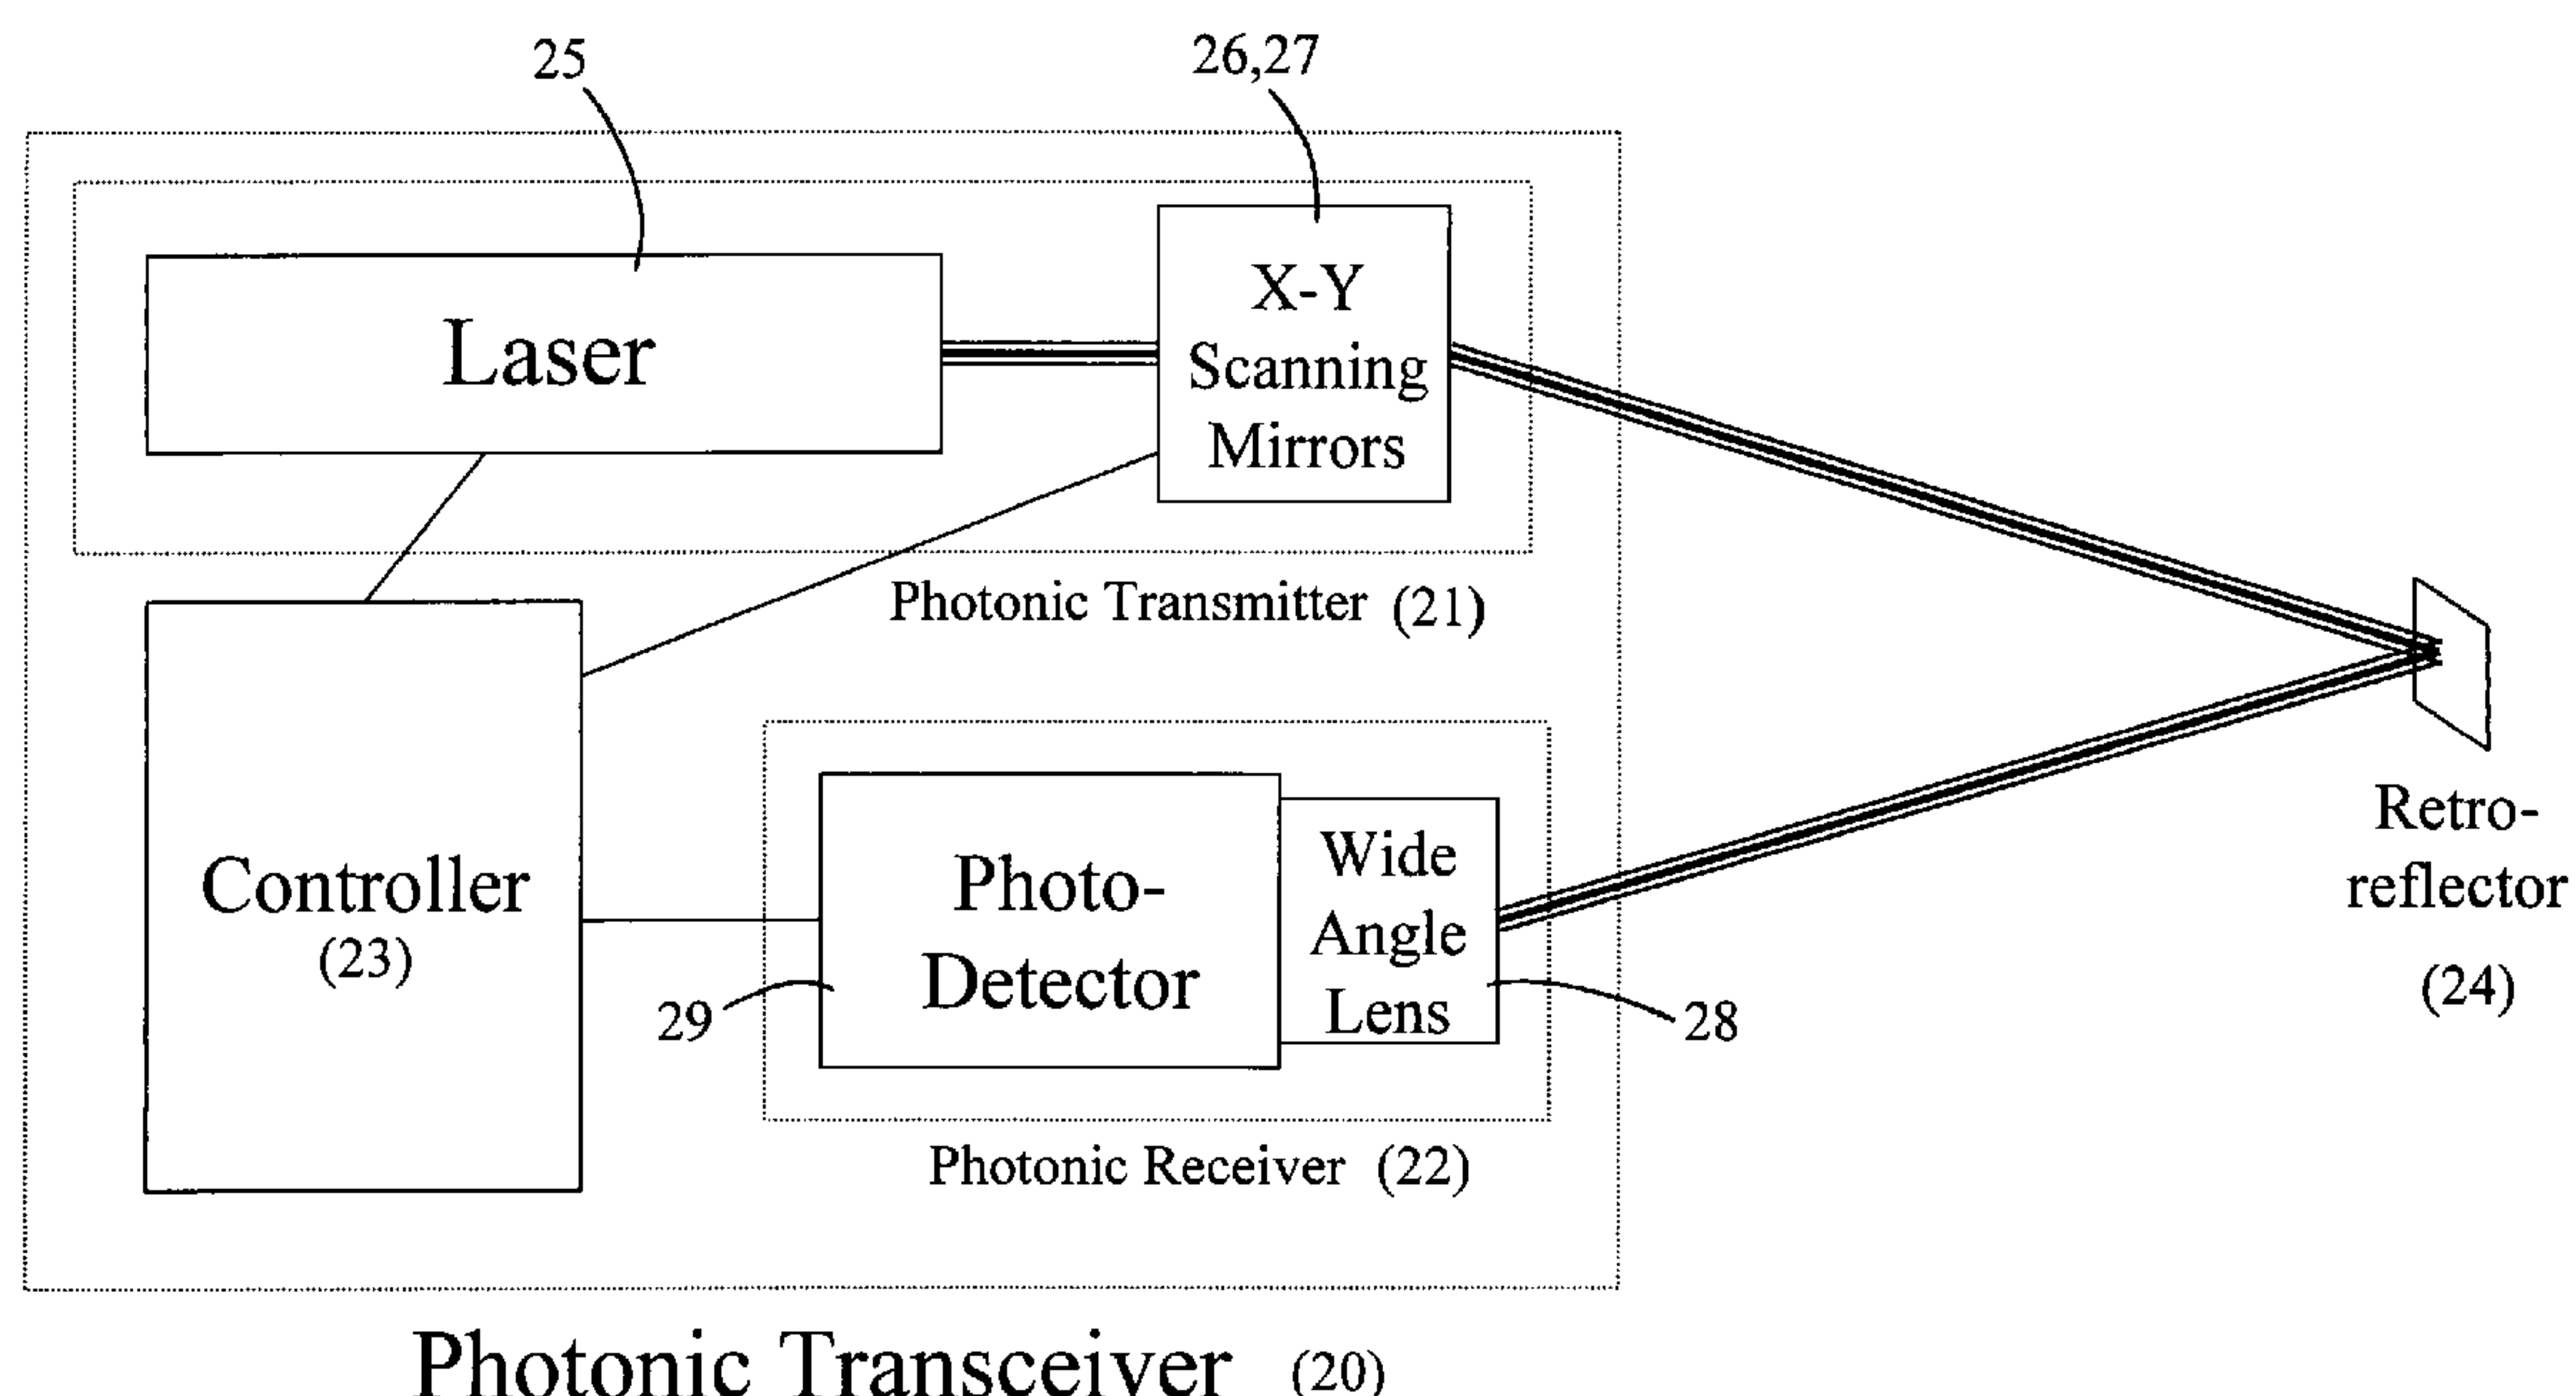 25
26,27
Laser
X-Y
Scanning
Mirrors
Photonic Transmitter (21)
Controller
(23)
Photo-
Detector
29
Wide
Angle
Lens
28
Photonic Receiver (22)
Retro-
reflector
(24)
Photonic Transceiver (20)